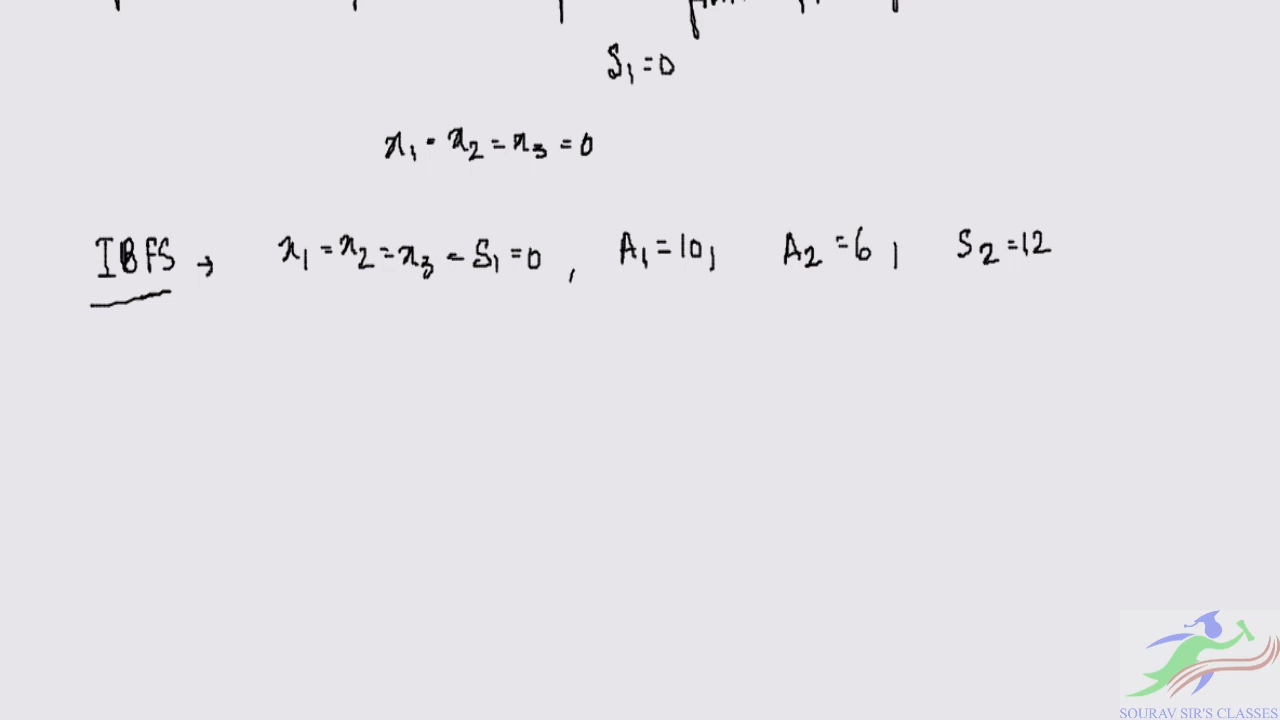 S₁ = 0
x₁ = x₂ = x₃ = 0
IBFS → x₁ = x₂ = x₃ = S₁ = 0 , A₁ = 10, A₂ = 6, S₂ = 12
SOURAV SIR'S CLASSES